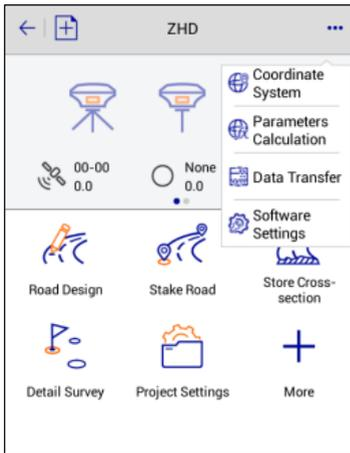 ZHD
Coordinate
System
Parameters
Calculation
Data Transfer
Software
Settings
00-00
0.0
None
0.0
Road Design
Stake Road
Store Cross-
section
Detail Survey
Project Settings
More